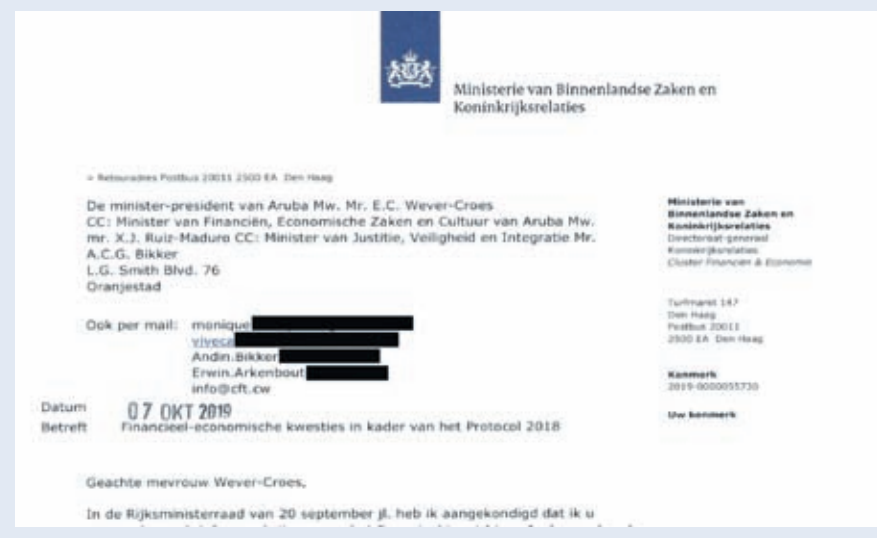 Ministerie van Binnenlandse Zaken en
Koninkrijksrelaties
> Retouradres Postbus 20011 2500 EA Den Haag
De minister-president van Aruba Mw. Mr. E.C. Wever-Croes
CC: Minister van Financiën, Economische Zaken en Cultuur van Aruba Mw.
mr. X.J. Ruiz-Maduro CC: Minister van Justitie, Veiligheid en Integratie Mr.
A.C.G. Bikker
L.G. Smith Blvd. 76
Oranjestad
Ook per mail: monique
viveca
Andin.Bikker
Erwin.Arkenbout
info@cft.cw
Ministerie van
Binnenlandse Zaken en
Koninkrijksrelaties
Directoraat-generaal
Koninkrijksrelaties
Cluster Financiën & Economie
Turfmarkt 147
Den Haag
Postbus 20011
2500 EA Den Haag
Kenmerk
2019-0000055730
Uw kenmerk
Datum 07 OKT 2019
Betreft Financieel-economische kwesties in kader van het Protocol 2018
Geachte mevrouw Wever-Croes,
In de Rijksministerraad van 20 september jl. heb ik aangekondigd dat ik u